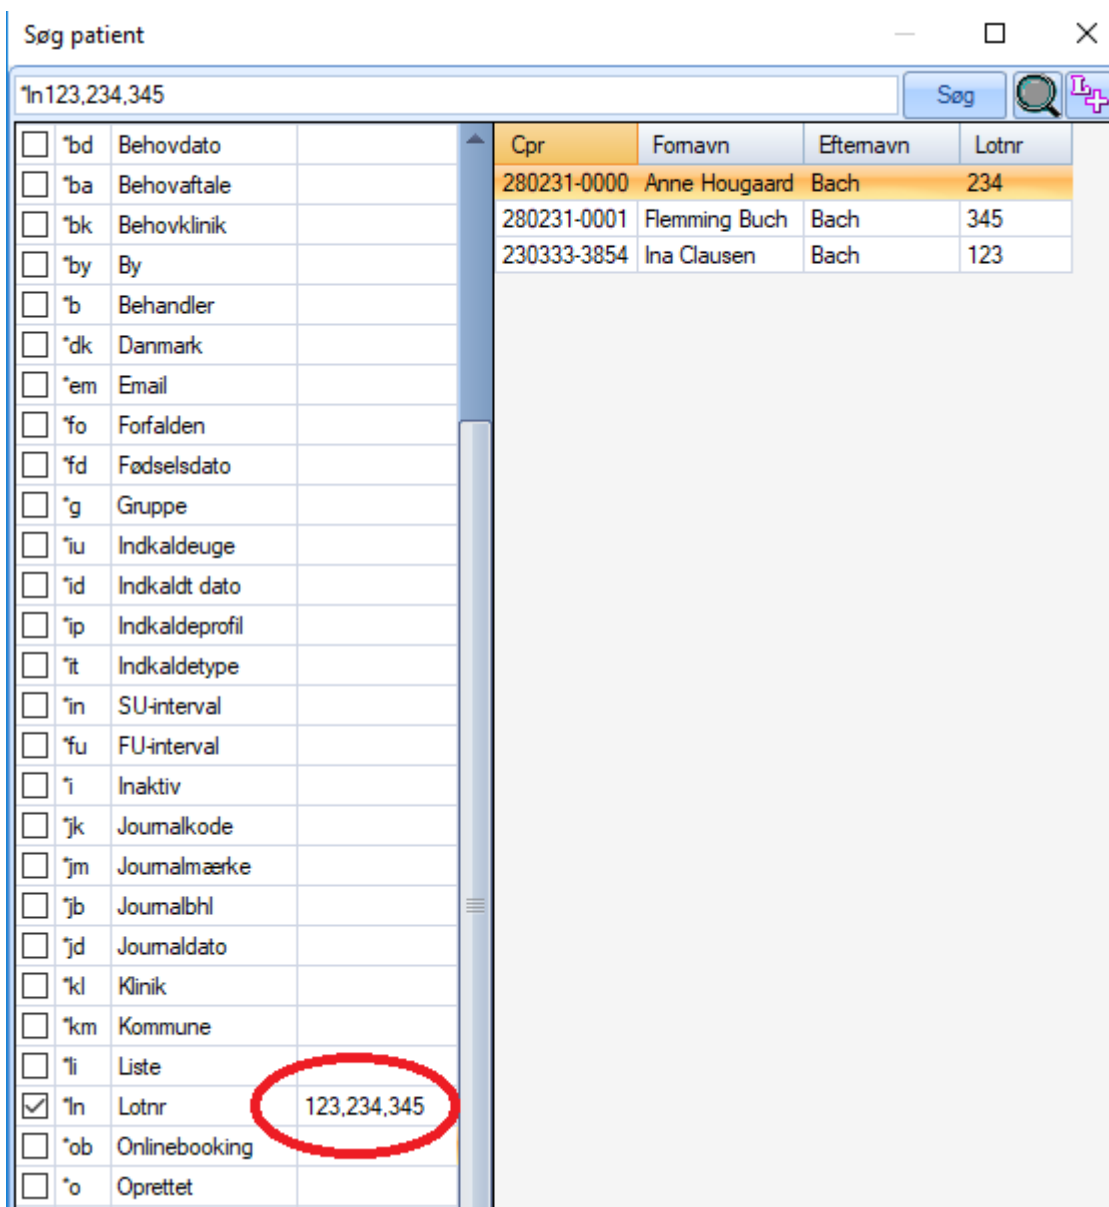 Søg patient
*ln123,234,345 Søg
*bd Behovdato
*ba Behovaftale
*bk Behovklinik
*by By
*b Behandler
*dk Danmark
*em Email
*fo Forfalden
*fd Fødselsdato
*g Gruppe
*iu Indkaldeuge
*id Indkaldt dato
*ip Indkaldeprofil
*it Indkaldetype
*in SU-interval
*fu FU-interval
*i Inaktiv
*jk Journalkode
*jm Journalmærke
*jb Journalbhl
*jd Journaldato
*kl Klinik
*km Kommune
*li Liste
*ln Lotnr 123,234,345
*ob Onlinebooking
*o Oprettet
Cpr Fornavn Efternavn Lotnr
280231-0000 Anne Hougaard Bach 234
280231-0001 Flemming Buch Bach 345
230333-3854 Ina Clausen Bach 123
L+